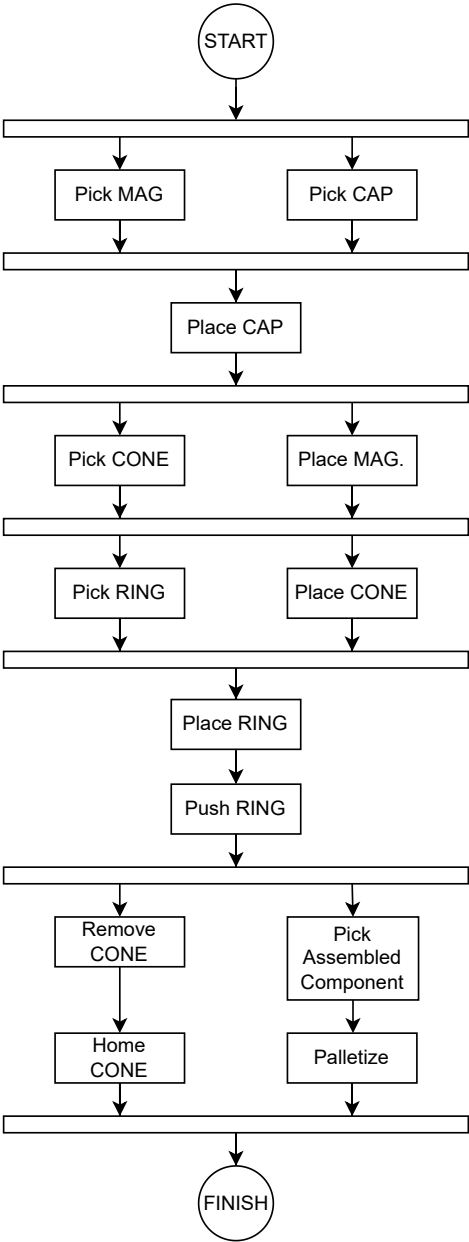 START
Pick MAG
Pick CAP
Place CAP
Pick CONE
Place MAG.
Pick RING
Place CONE
Place RING
Push RING
Remove
CONE
Pick
Assembled
Component
Home
CONE
Palletize
FINISH